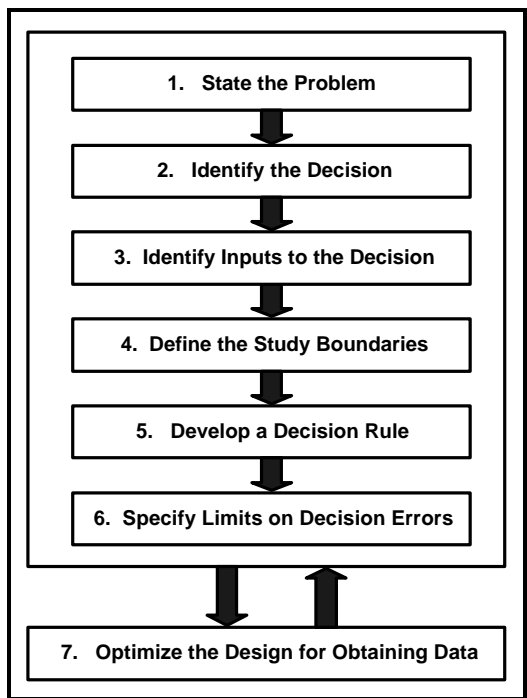 1. State the Problem
2. Identify the Decision
3. Identify Inputs to the Decision
4. Define the Study Boundaries
5. Develop a Decision Rule
6. Specify Limits on Decision Errors
7. Optimize the Design for Obtaining Data